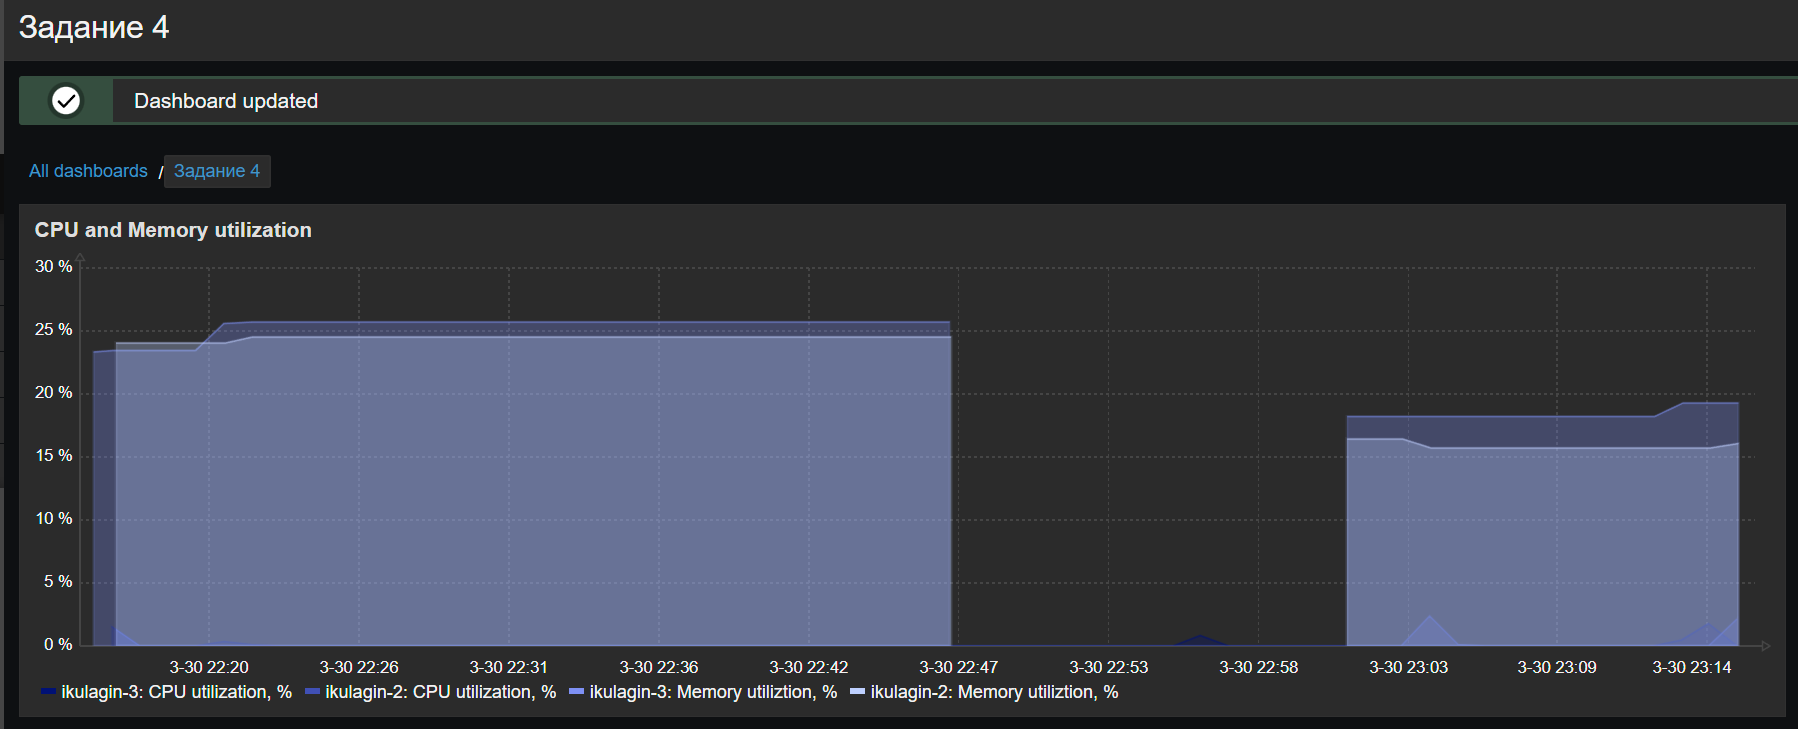 Задание 4
Dashboard updated
All dashboards / Задание 4
CPU and Memory utilization
30 %
25 %
20 %
15 %
10 %
5 %
0 %
3-30 22:20 3-30 22:26 3-30 22:31 3-30 22:36 3-30 22:42 3-30 22:47 3-30 22:53 3-30 22:58 3-30 23:03 3-30 23:09 3-30 23:14
ikulagin-3: CPU utilization, % ikulagin-2: CPU utilization, % ikulagin-3: Memory utiliztion, % ikulagin-2: Memory utiliztion, %